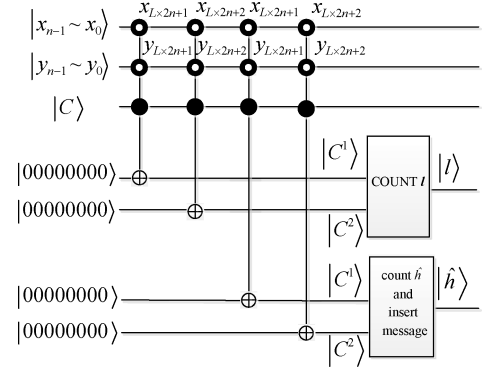 x_{L×2n+1} x_{L×2n+2} x_{L×2n+1} x_{L×2n+2}
|x_{n-1} ~ x_0⟩
y_{L×2n+1} y_{L×2n+2} y_{L×2n+1} y_{L×2n+2}
|y_{n-1} ~ y_0⟩
|C⟩
|C^1⟩
|00000000⟩
COUNT l
|l⟩
|00000000⟩
|C^2⟩
|C^1⟩
|00000000⟩
count ĥ
and
insert
message
|ĥ⟩
|00000000⟩
|C^2⟩